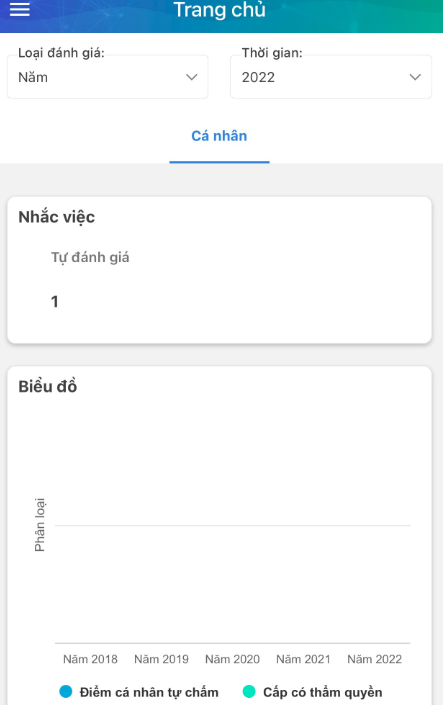 Trang chủ
Loại đánh giá:
Thời gian:
Năm
2022
Cá nhân
Nhắc việc
Tự đánh giá
1
Biểu đồ
Phân loại
Năm 2018 Năm 2019 Năm 2020 Năm 2021 Năm 2022
Điểm cá nhân tự chấm Cấp có thẩm quyền